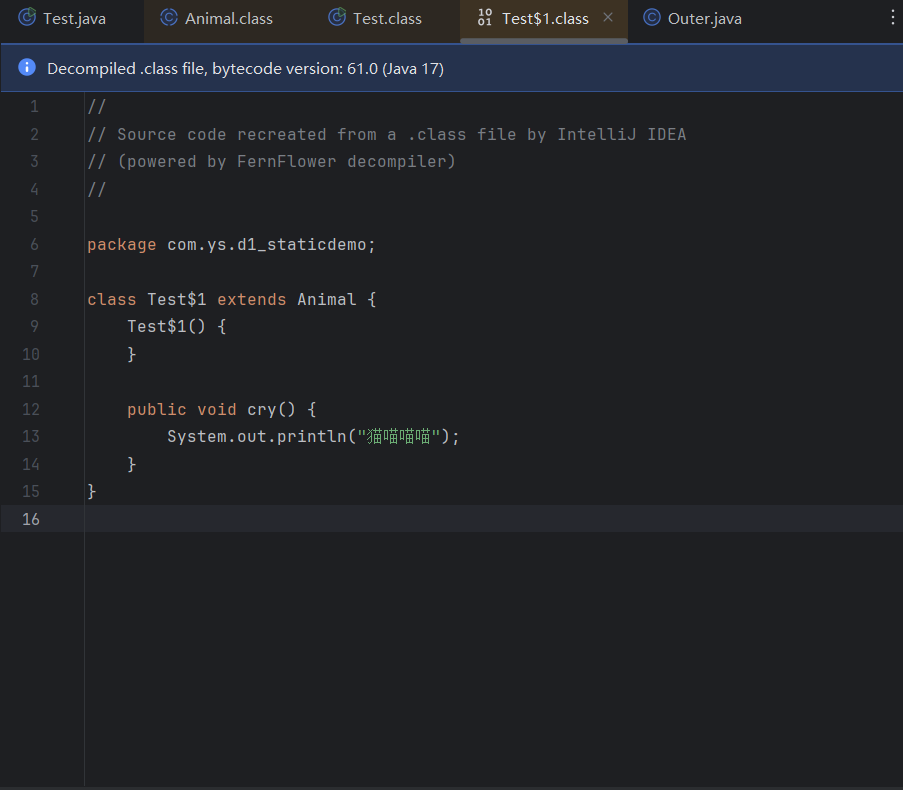 Test.java Animal.class Test.class Test$1.class Outer.java
Decompiled .class file, bytecode version: 61.0 (Java 17)
1 //
2 // Source code recreated from a .class file by IntelliJ IDEA
3 // (powered by FernFlower decompiler)
4 //
5
6 package com.ys.d1_staticdemo;
7
8 class Test$1 extends Animal {
9     Test$1() {
10     }
11
12     public void cry() {
13         System.out.println("猫喵喵喵");
14     }
15 }
16